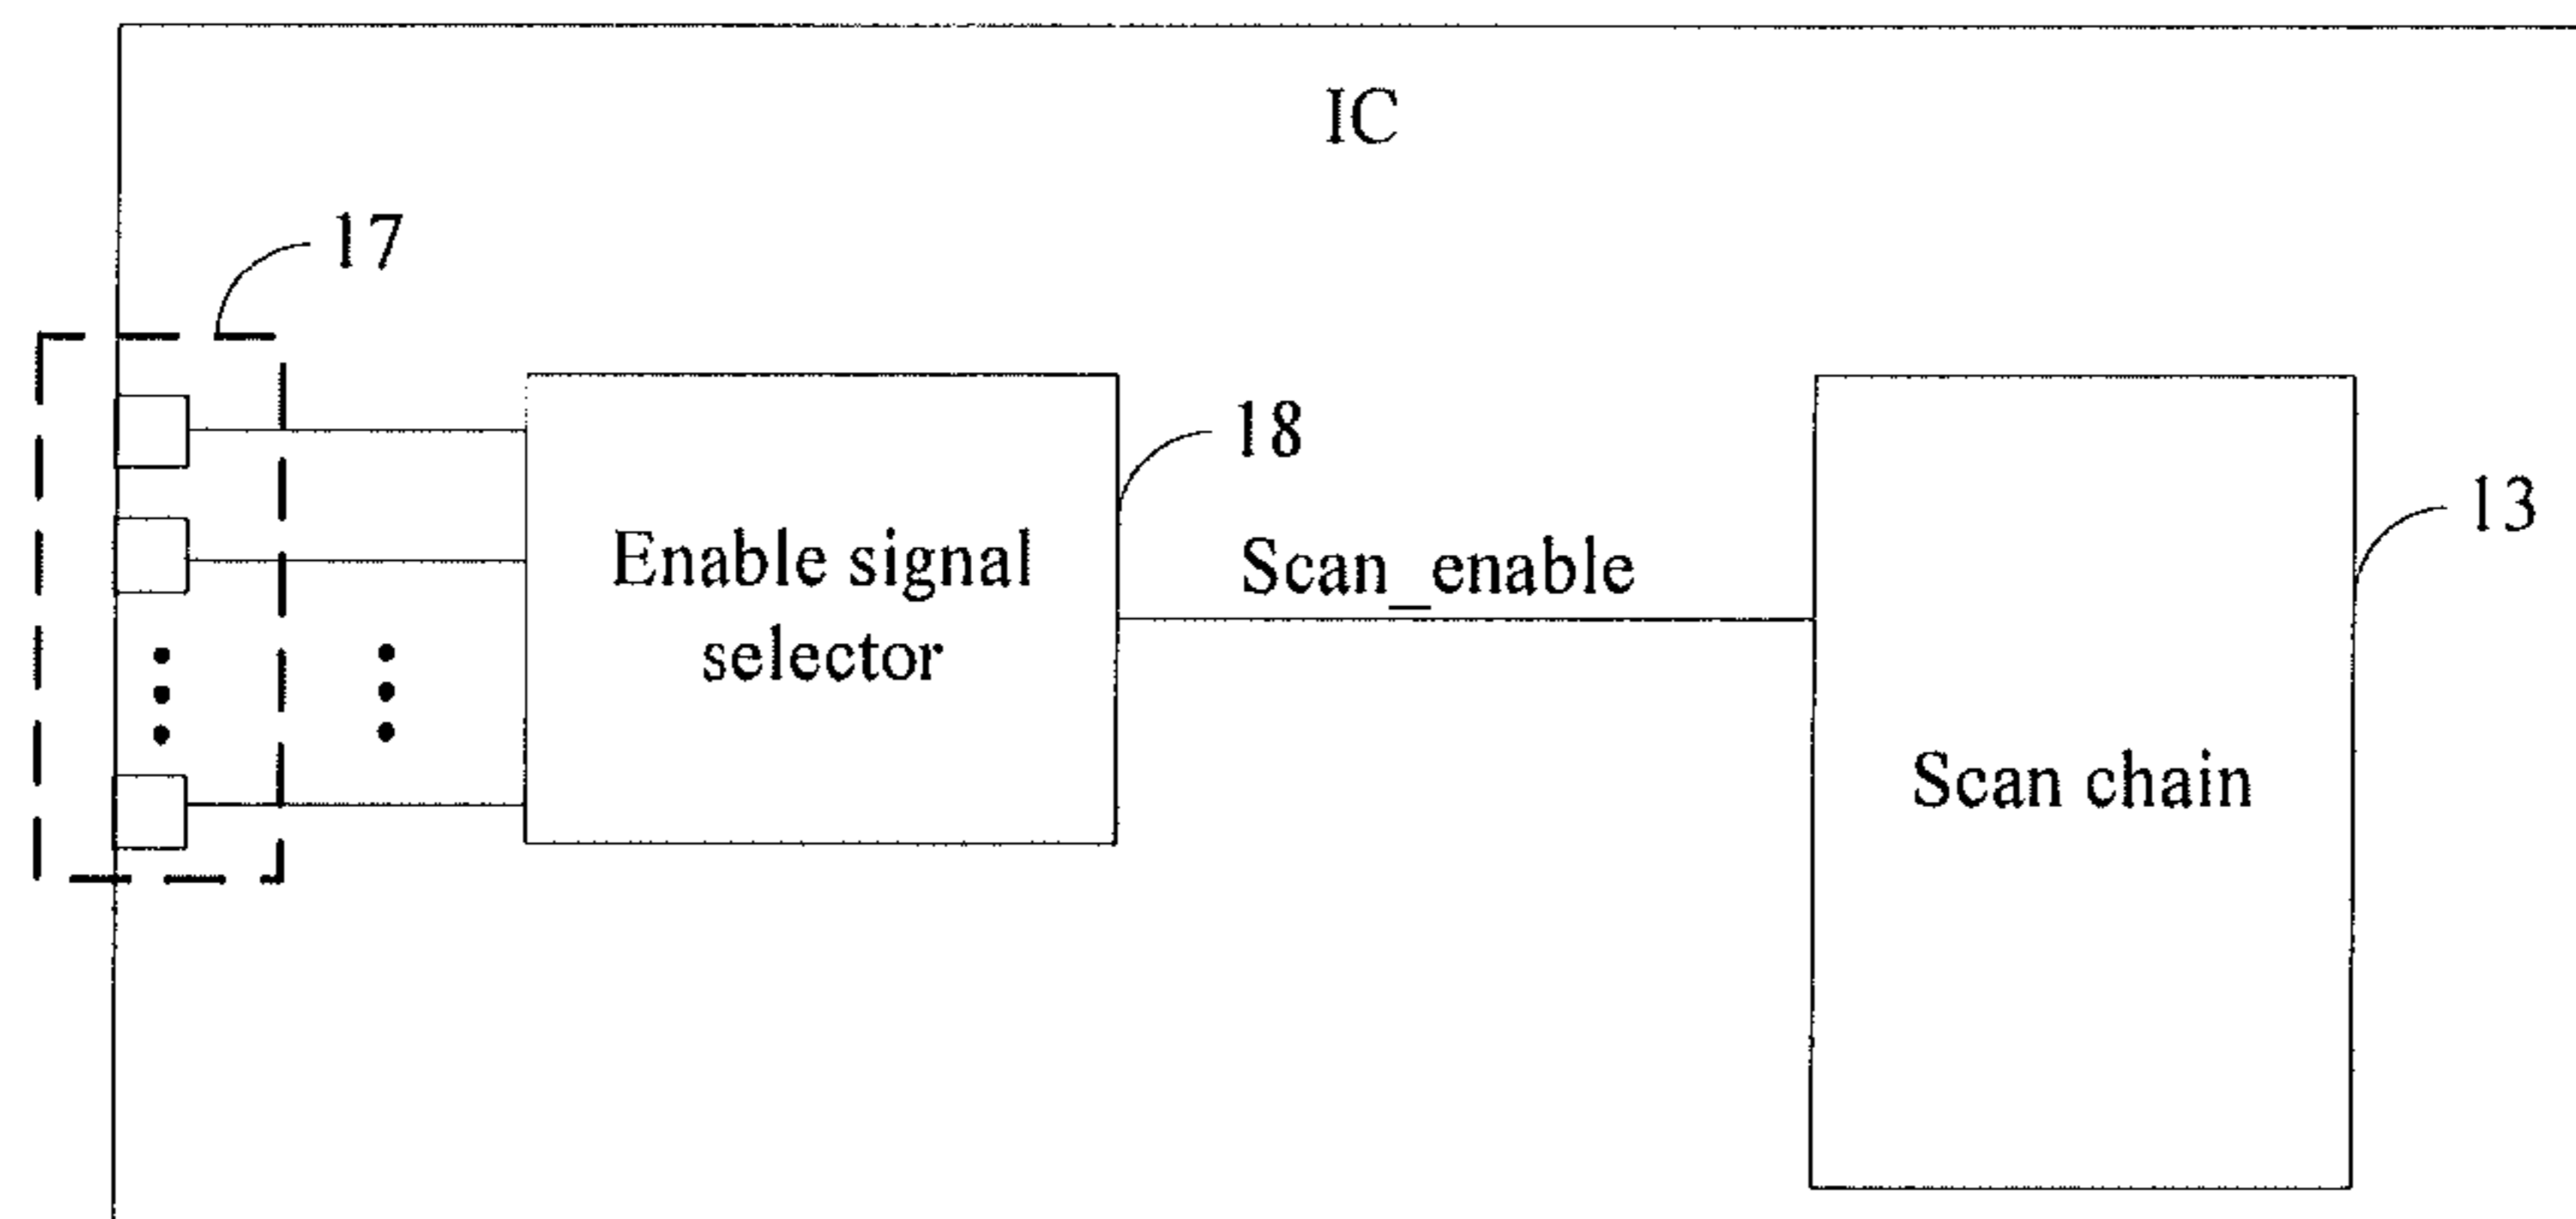 IC
17
18
13
Enable signal
selector
Scan_enable
Scan chain